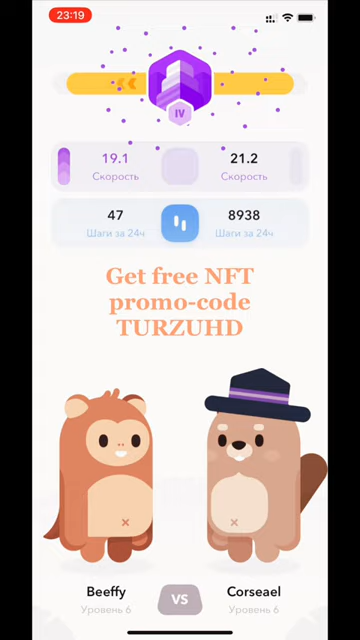 23:19
IV
19.1
21.2
Скорость
Скорость
47
8938
Шаги за 24ч
Шаги за 24ч
Get free NFT
promo-code
TURZUHD
Beeffy
VS
Corseael
Уровень 6
Уровень 6